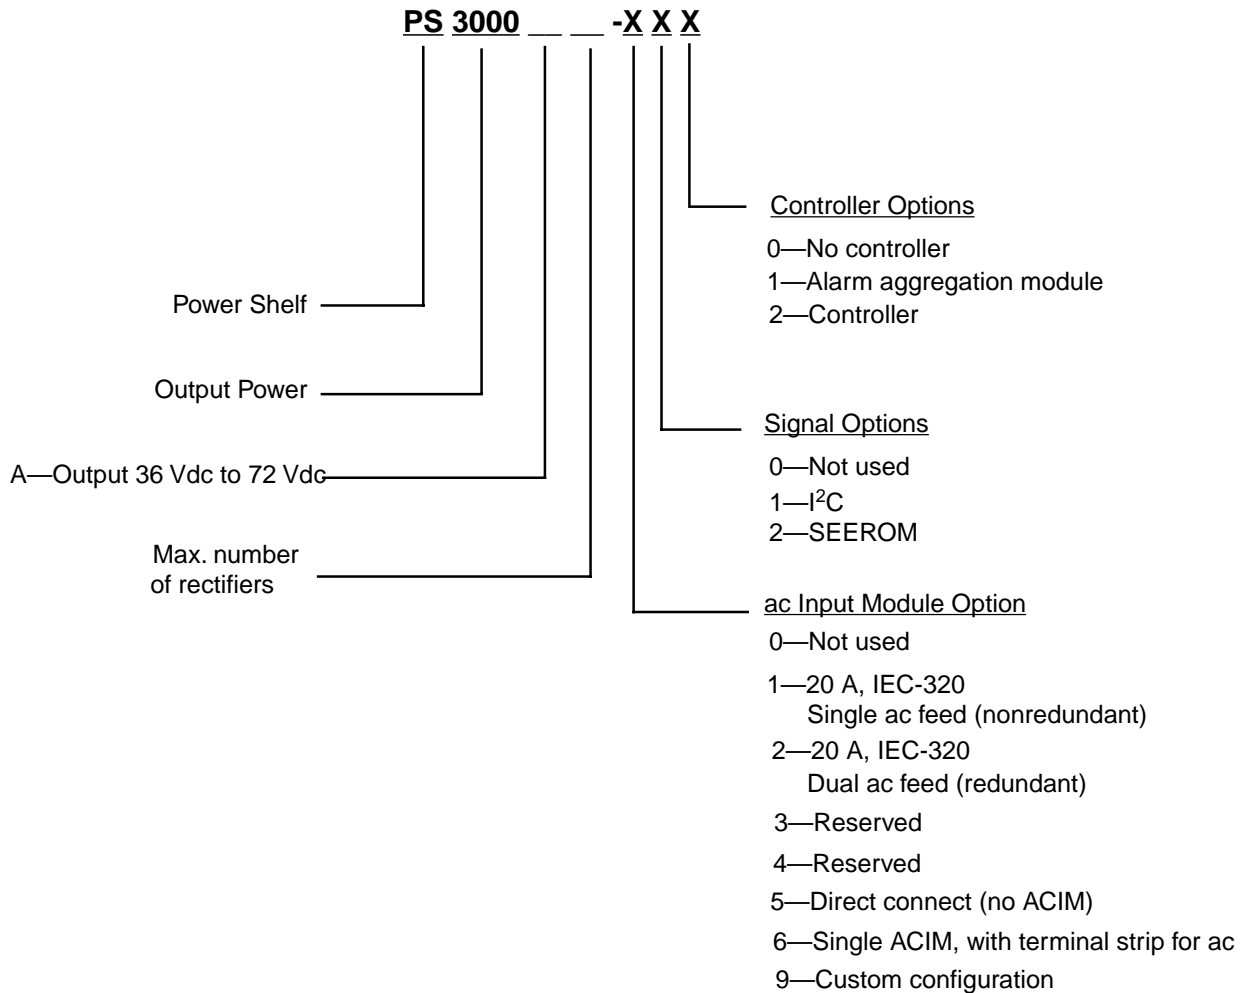 PS 3000 __ __ -X X X
Controller Options
0—No controller
1—Alarm aggregation module
2—Controller
Power Shelf
Output Power
A—Output 36 Vdc to 72 Vdc
Max. number
of rectifiers
Signal Options
0—Not used
1—I²C
2—SEEROM
ac Input Module Option
0—Not used
1—20 A, IEC-320
Single ac feed (nonredundant)
2—20 A, IEC-320
Dual ac feed (redundant)
3—Reserved
4—Reserved
5—Direct connect (no ACIM)
6—Single ACIM, with terminal strip for ac
9—Custom configuration